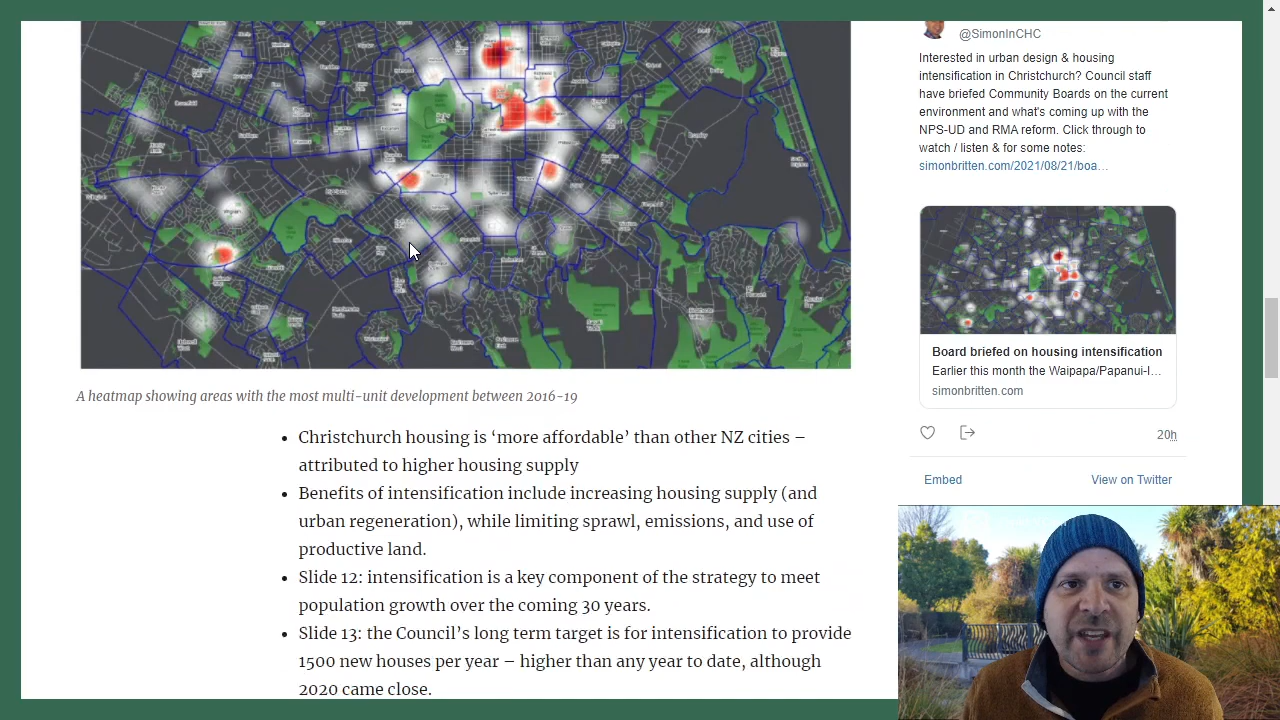 A heatmap showing areas with the most multi-unit development between 2016-19
• Christchurch housing is ‘more affordable’ than other NZ cities –
attributed to higher housing supply
• Benefits of intensification include increasing housing supply (and
urban regeneration), while limiting sprawl, emissions, and use of
productive land.
• Slide 12: intensification is a key component of the strategy to meet
population growth over the coming 30 years.
• Slide 13: the Council’s long term target is for intensification to provide
1500 new houses per year – higher than any year to date, although
2020 came close.
@SimonInCHC
Interested in urban design & housing
intensification in Christchurch? Council staff
have briefed Community Boards on the current
environment and what's coming up with the
NPS-UD and RMA reform. Click through to
watch / listen & for some notes:
simonbritten.com/2021/08/21/boa…
Board briefed on housing intensification
Earlier this month the Waipapa/Papanui-I...
simonbritten.com
20h
Embed
View on Twitter